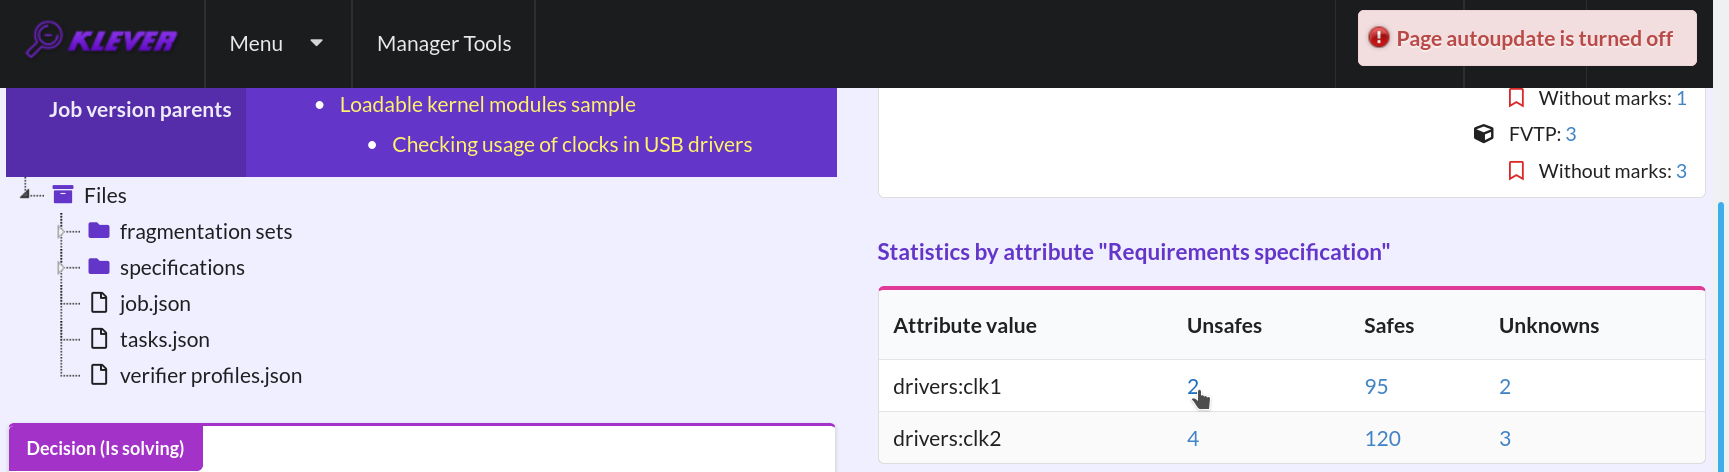 KLEVER
Menu
Manager Tools
Page autoupdate is turned off
Job version parents
Loadable kernel modules sample
Checking usage of clocks in USB drivers
Files
fragmentation sets
specifications
job.json
tasks.json
verifier profiles.json
Decision (Is solving)
Without marks: 1
FVTP: 3
Without marks: 3
Statistics by attribute "Requirements specification"
Attribute value Unsafes Safes Unknowns
drivers:clk1 2 95 2
drivers:clk2 4 120 3